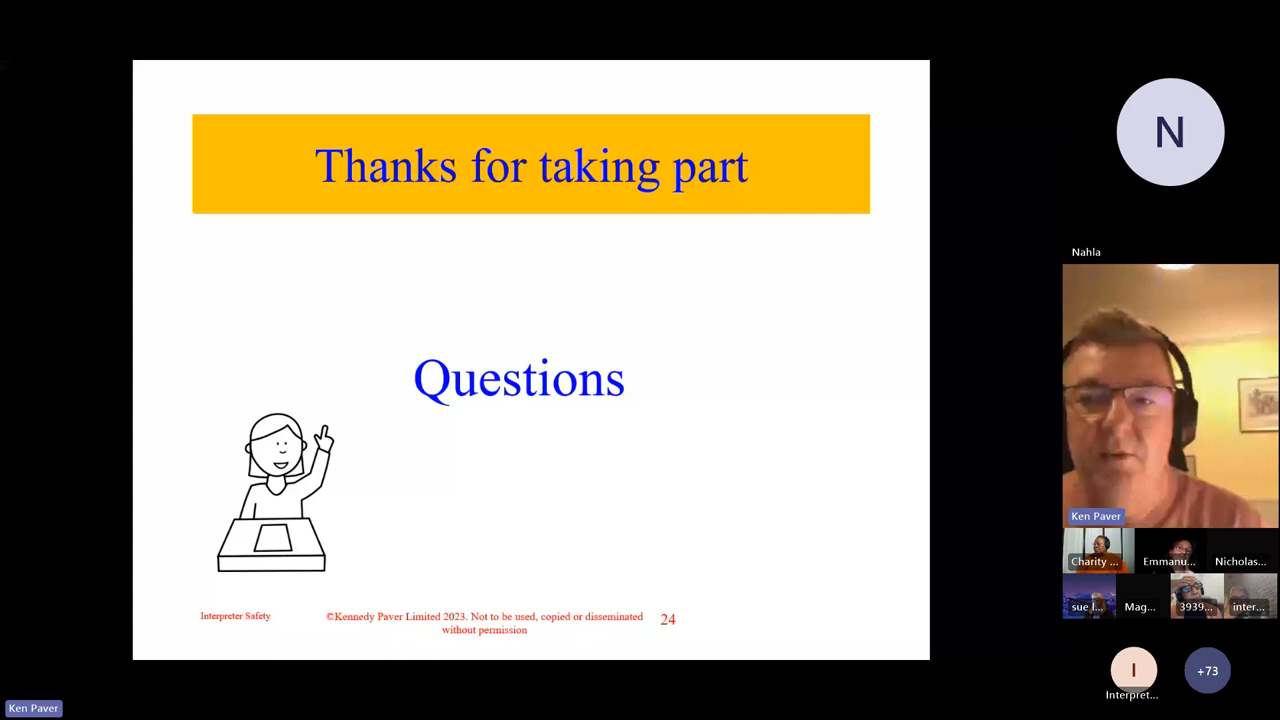 Thanks for taking part
Questions
Interpreter Safety
©Kennedy Paver Limited 2023. Not to be used, copied or disseminated
without permission
24
N
Nahla
Ken Paver
Charity ...
Emmanu...
Nicholas...
sue l...
Mag...
3939...
inter...
I
Interpret...
+73
Ken Paver